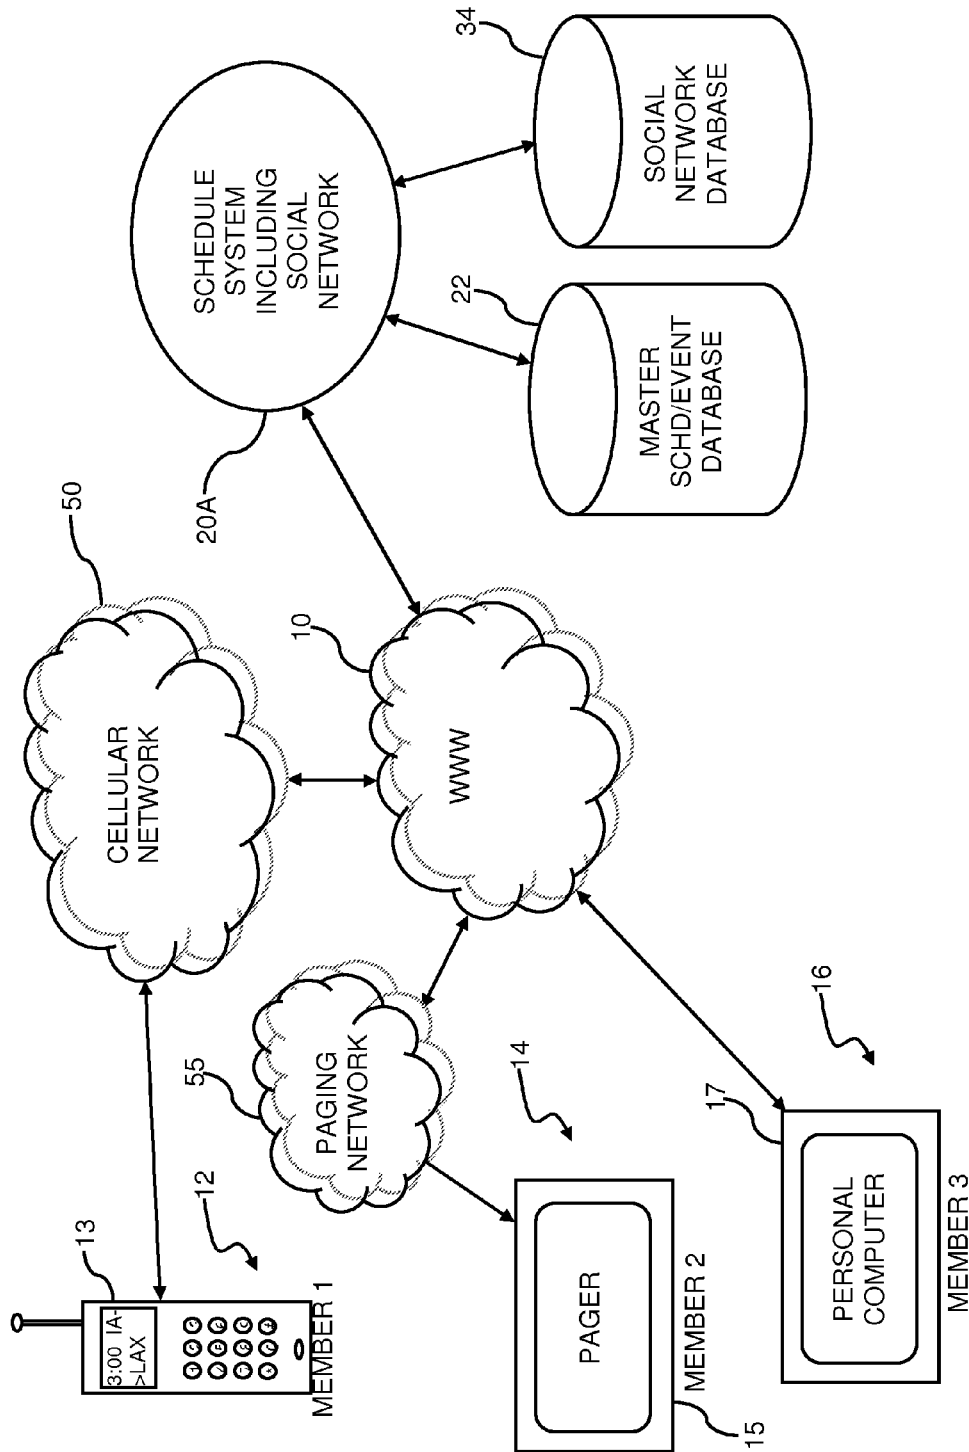 50
CELLULAR
NETWORK
13
3:00 IA-
>LAX
12
MEMBER 1
10
WWW
55
PAGING
NETWORK
14
PAGER
MEMBER 2
15
16
17
PERSONAL
COMPUTER
MEMBER 3
SCHEDULE
SYSTEM
INCLUDING
SOCIAL
NETWORK
20A
22
MASTER
SCHD/EVENT
DATABASE
34
SOCIAL
NETWORK
DATABASE